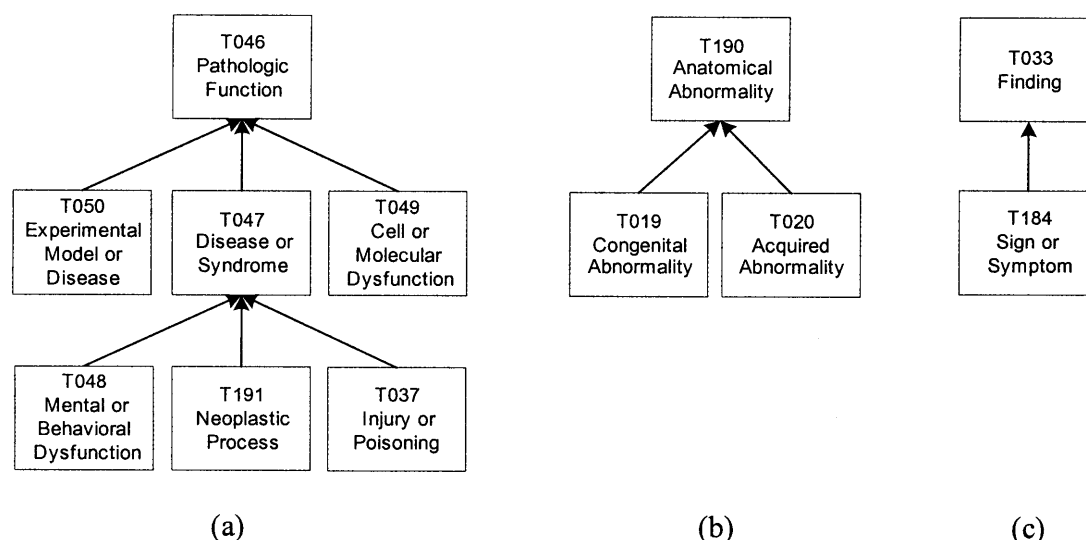 T046
Pathologic
Function
T050
Experimental
Model or
Disease
T047
Disease or
Syndrome
T049
Cell or
Molecular
Dysfunction
T048
Mental or
Behavioral
Dysfunction
T191
Neoplastic
Process
T037
Injury or
Poisoning
(a)
T190
Anatomical
Abnormality
T019
Congenital
Abnormality
T020
Acquired
Abnormality
(b)
T033
Finding
T184
Sign or
Symptom
(c)